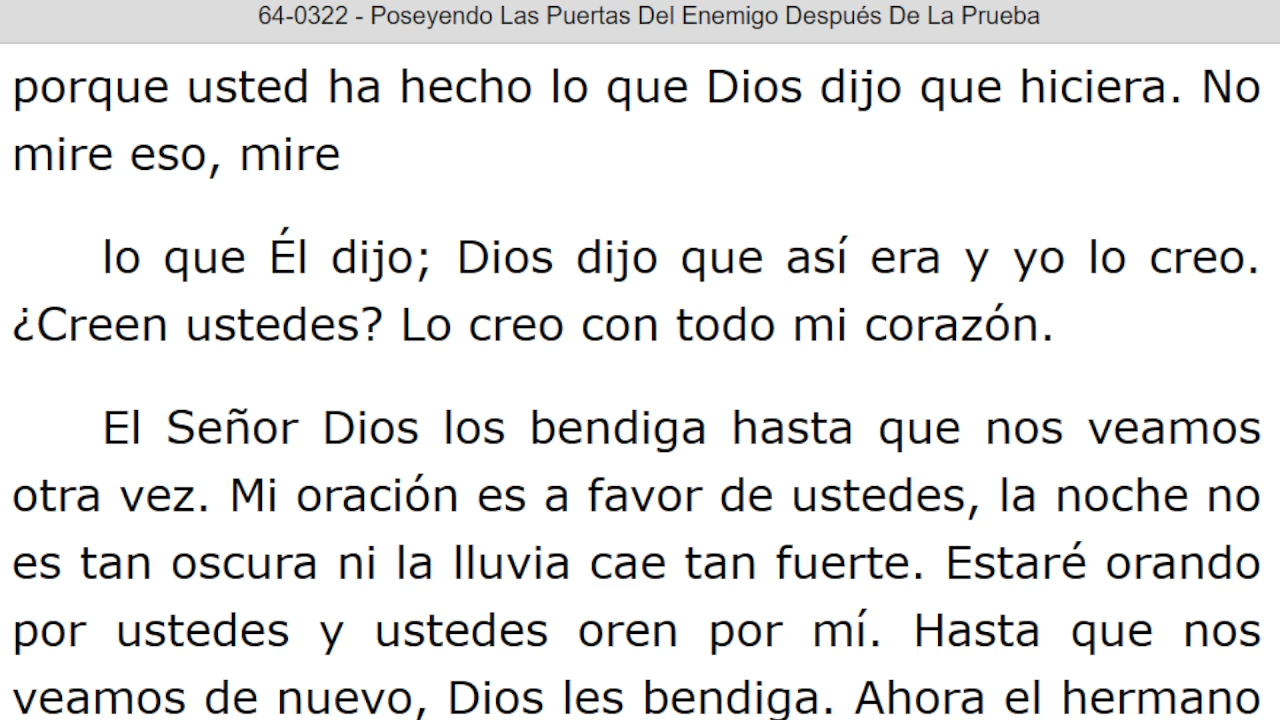 64-0322 - Poseyendo Las Puertas Del Enemigo Después De La Prueba
porque usted ha hecho lo que Dios dijo que hiciera. No
mire eso, mire
lo que Él dijo; Dios dijo que así era y yo lo creo.
¿Creen ustedes? Lo creo con todo mi corazón.
El Señor Dios los bendiga hasta que nos veamos
otra vez. Mi oración es a favor de ustedes, la noche no
es tan oscura ni la lluvia cae tan fuerte. Estaré orando
por ustedes y ustedes oren por mí. Hasta que nos
veamos de nuevo, Dios les bendiga. Ahora el hermano